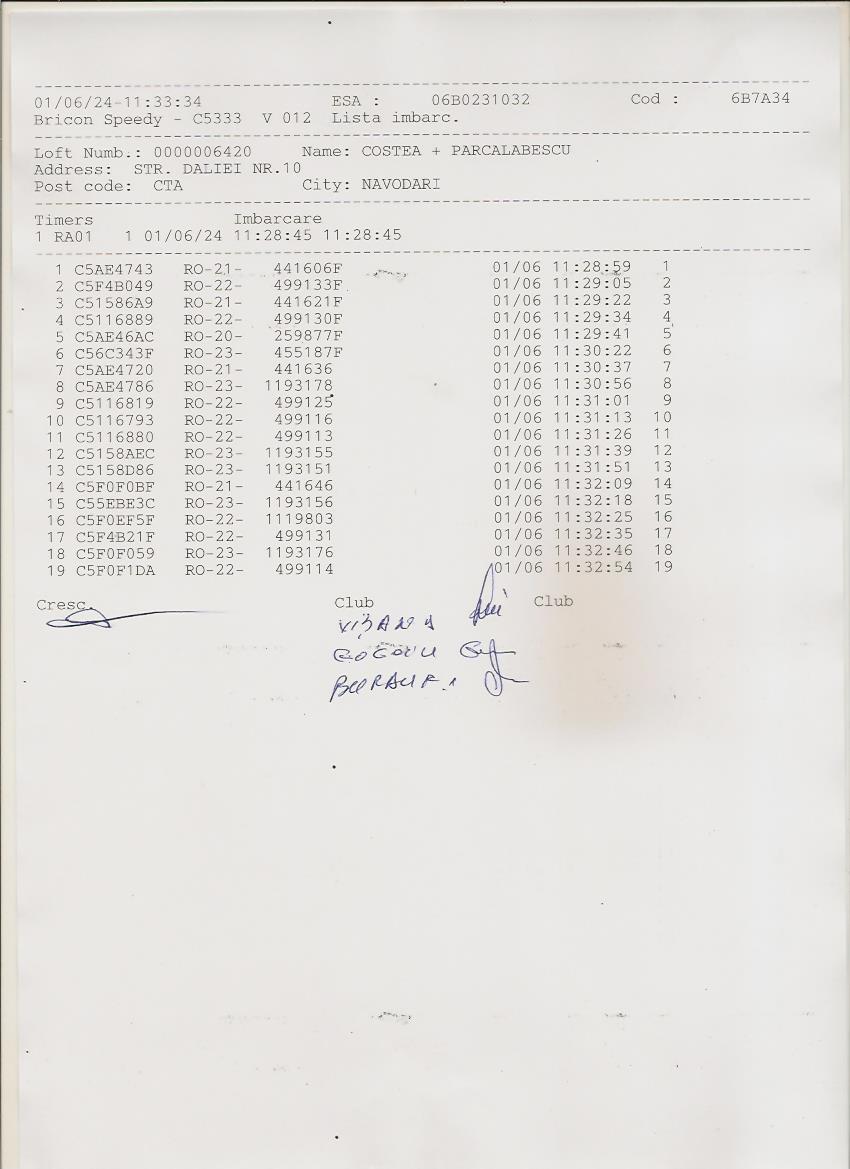 01/06/24-11:33:34 ESA : 06B0231032 Cod : 6B7A34
Bricon Speedy - C5333 V 012 Lista imbarc.
Loft Numb.: 0000006420 Name: COSTEA + PARCALABESCU
Address: STR. DALIEI NR.10
Post code: CTA City: NAVODARI
Timers Imbarcare
1 RA01 1 01/06/24 11:28:45 11:28:45
1 C5AE4743 RO-21- 441606F 01/06 11:28:59 1
2 C5F4B049 RO-22- 499133F 01/06 11:29:05 2
3 C51586A9 RO-21- 441621F 01/06 11:29:22 3
4 C5116889 RO-22- 499130F 01/06 11:29:34 4
5 C5AE46AC RO-20- 259877F 01/06 11:29:41 5
6 C56C343F RO-23- 455187F 01/06 11:30:22 6
7 C5AE4720 RO-21- 441636 01/06 11:30:37 7
8 C5AE4786 RO-23- 1193178 01/06 11:30:56 8
9 C5116819 RO-22- 499125 01/06 11:31:01 9
10 C5116793 RO-22- 499116 01/06 11:31:13 10
11 C5116880 RO-22- 499113 01/06 11:31:26 11
12 C5158AEC RO-23- 1193155 01/06 11:31:39 12
13 C5158D86 RO-23- 1193151 01/06 11:31:51 13
14 C5F0F0BF RO-21- 441646 01/06 11:32:09 14
15 C55EBE3C RO-23- 1193156 01/06 11:32:18 15
16 C5F0EF5F RO-22- 1119803 01/06 11:32:25 16
17 C5F4B21F RO-22- 499131 01/06 11:32:35 17
18 C5F0F059 RO-23- 1193176 01/06 11:32:46 18
19 C5F0F1DA RO-22- 499114 01/06 11:32:54 19
Cresc. Club Club